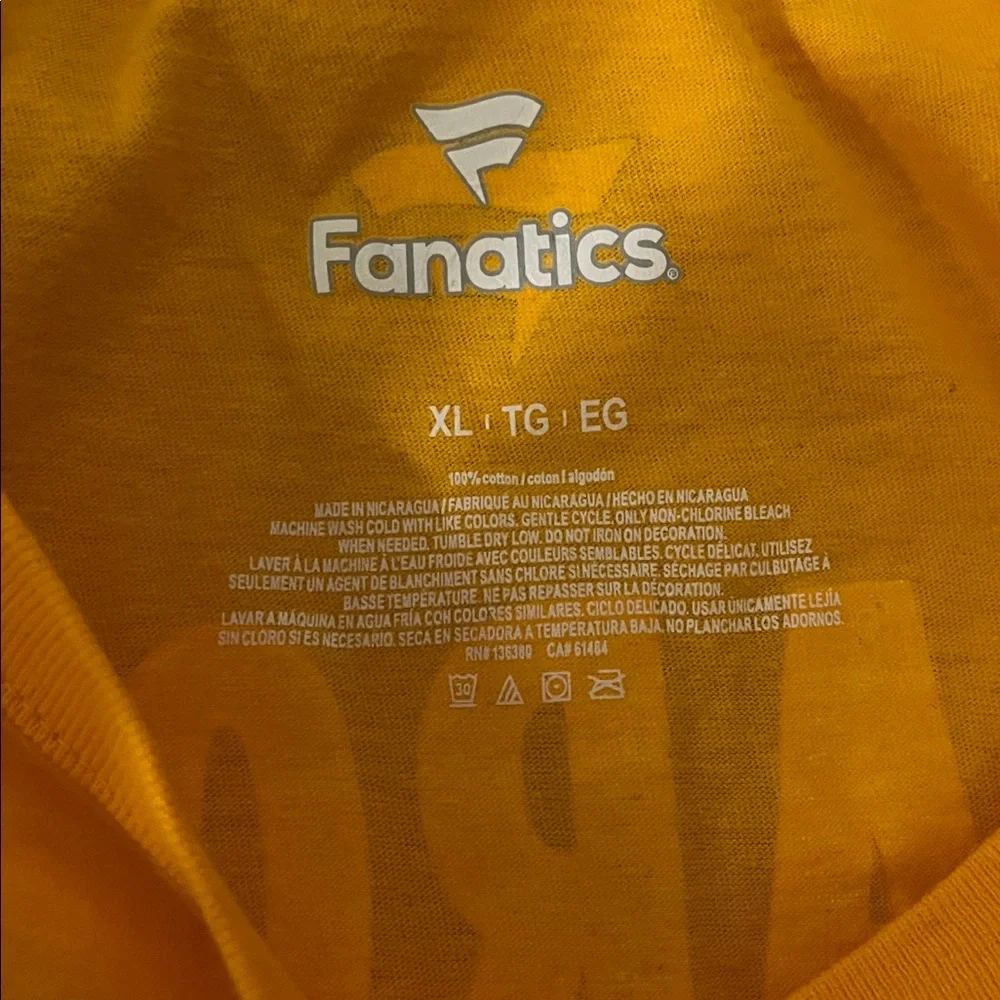 Fanatics®
XL | TG | EG
100% cotton / coton / algodón
MADE IN NICARAGUA / FABRIQUÉ AU NICARAGUA / HECHO EN NICARAGUA
MACHINE WASH COLD WITH LIKE COLORS. GENTLE CYCLE. ONLY NON-CHLORINE BLEACH
WHEN NEEDED. TUMBLE DRY LOW. DO NOT IRON ON DECORATION.
LAVER À LA MACHINE À L'EAU FROIDE AVEC COULEURS SEMBLABLES. CYCLE DÉLICAT. UTILISEZ
SEULEMENT UN AGENT DE BLANCHIMENT SANS CHLORE SI NÉCESSAIRE. SÉCHAGE PAR CULBUTAGE À
BASSE TEMPÉRATURE. NE PAS REPASSER SUR LA DÉCORATION.
LAVAR A MÁQUINA EN AGUA FRÍA CON COLORES SIMILARES. CICLO DELICADO. USAR UNICAMENTE LEJÍA
SIN CLORO SI ES NECESARIO. SECA EN SECADORA A TEMPERATURA BAJA. NO PLANCHAR LOS ADORNOS.
RN# 136380 CA# 61484
30